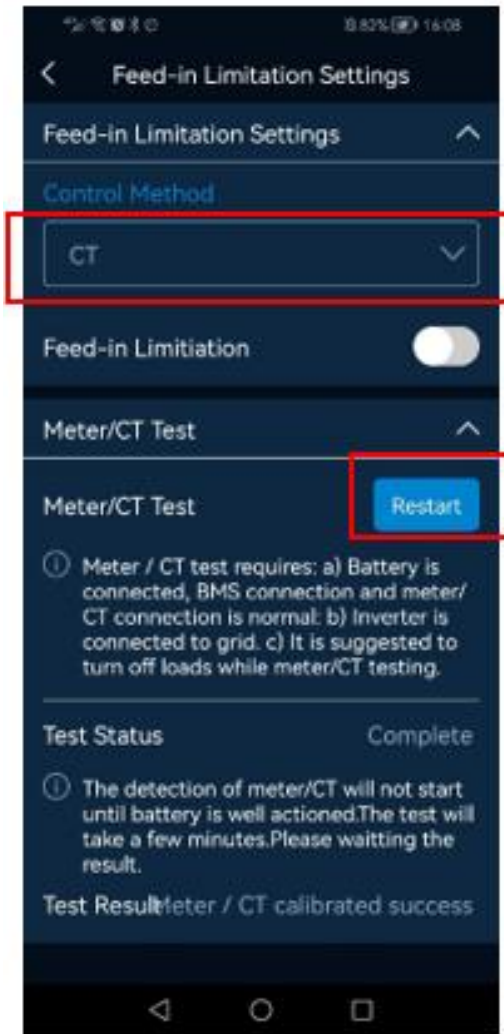 82% 16:08
Feed-in Limitation Settings
Feed-in Limitation Settings
Control Method
CT
Feed-in Limitiation
Meter/CT Test
Meter/CT Test Restart
Meter / CT test requires: a) Battery is
connected, BMS connection and meter/
CT connection is normal: b) Inverter is
connected to grid. c) It is suggested to
turn off loads while meter/CT testing.
Test Status Complete
The detection of meter/CT will not start
until battery is well actioned.The test will
take a few minutes.Please waitting the
result.
Test Result Meter / CT calibrated success